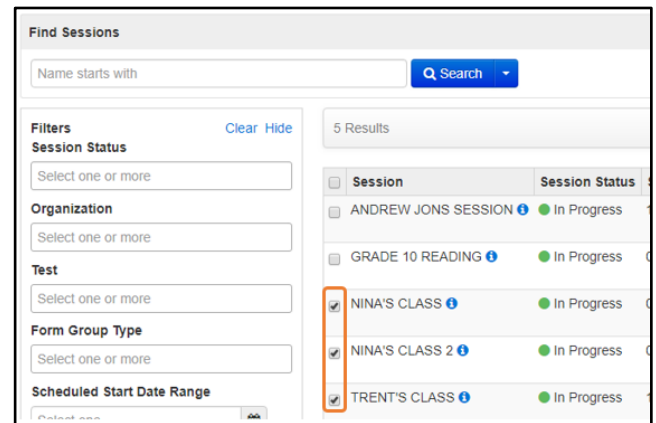 Find Sessions
Name starts with
Search
Filters Clear Hide
Session Status
Select one or more
Organization
Select one or more
Test
Select one or more
Form Group Type
Select one or more
Scheduled Start Date Range
Select one
5 Results
Session Session Status
ANDREW JONS SESSION In Progress
GRADE 10 READING In Progress
NINA'S CLASS In Progress
NINA'S CLASS 2 In Progress
TRENT'S CLASS In Progress